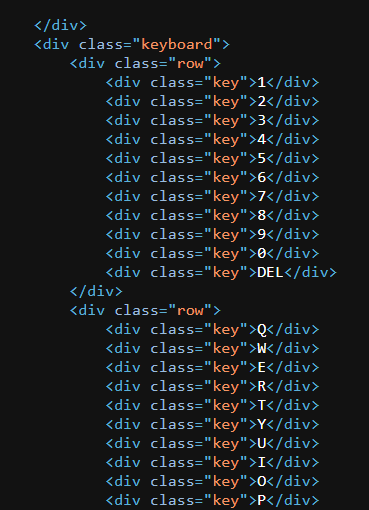 </div>
<div class="keyboard">
<div class="row">
<div class="key">1</div>
<div class="key">2</div>
<div class="key">3</div>
<div class="key">4</div>
<div class="key">5</div>
<div class="key">6</div>
<div class="key">7</div>
<div class="key">8</div>
<div class="key">9</div>
<div class="key">0</div>
<div class="key">DEL</div>
</div>
<div class="row">
<div class="key">Q</div>
<div class="key">W</div>
<div class="key">E</div>
<div class="key">R</div>
<div class="key">T</div>
<div class="key">Y</div>
<div class="key">U</div>
<div class="key">I</div>
<div class="key">O</div>
<div class="key">P</div>